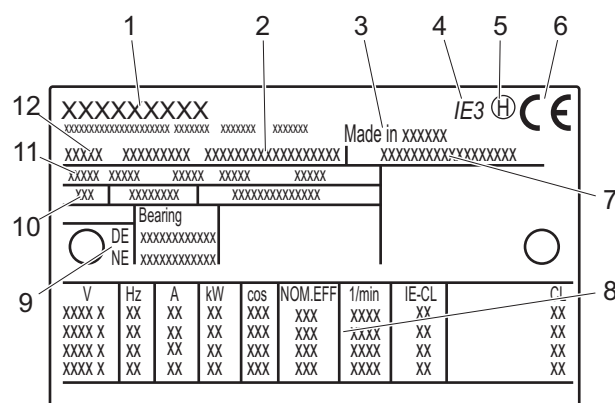 1 2 3 4 5 6
XXXXXXXXX IE3 H CE
XXXXXXXXXXXXXXXXXXXXX XXXXXXX XXXXXXX XXXXXXX
Made in XXXXXX
12 XXXXX XXXXXXXXX XXXXXXXXXXXXXXXXXX XXXXXXXXXXXXXXXXXX
11 XXXXX XXXXX XXXXX XXXXX XXXXX
10 XXX XXXXXXXX XXXXXXXXXXXXXX 7
Bearing
DE XXXXXXXXXXXX
9 NE XXXXXXXXXXXX
V Hz A kW cos NOM.EFF 1/min IE-CL CL 8
XXXX X XX XX XX XXX XXX XXXX XX XX
XXXX X XX XX XX XXX XXX XXXX XX XX
XXXX X XX XX XX XXX XXX XXXX XX XX
XXXX X XX XX XX XXX XXX XXXX XX XX